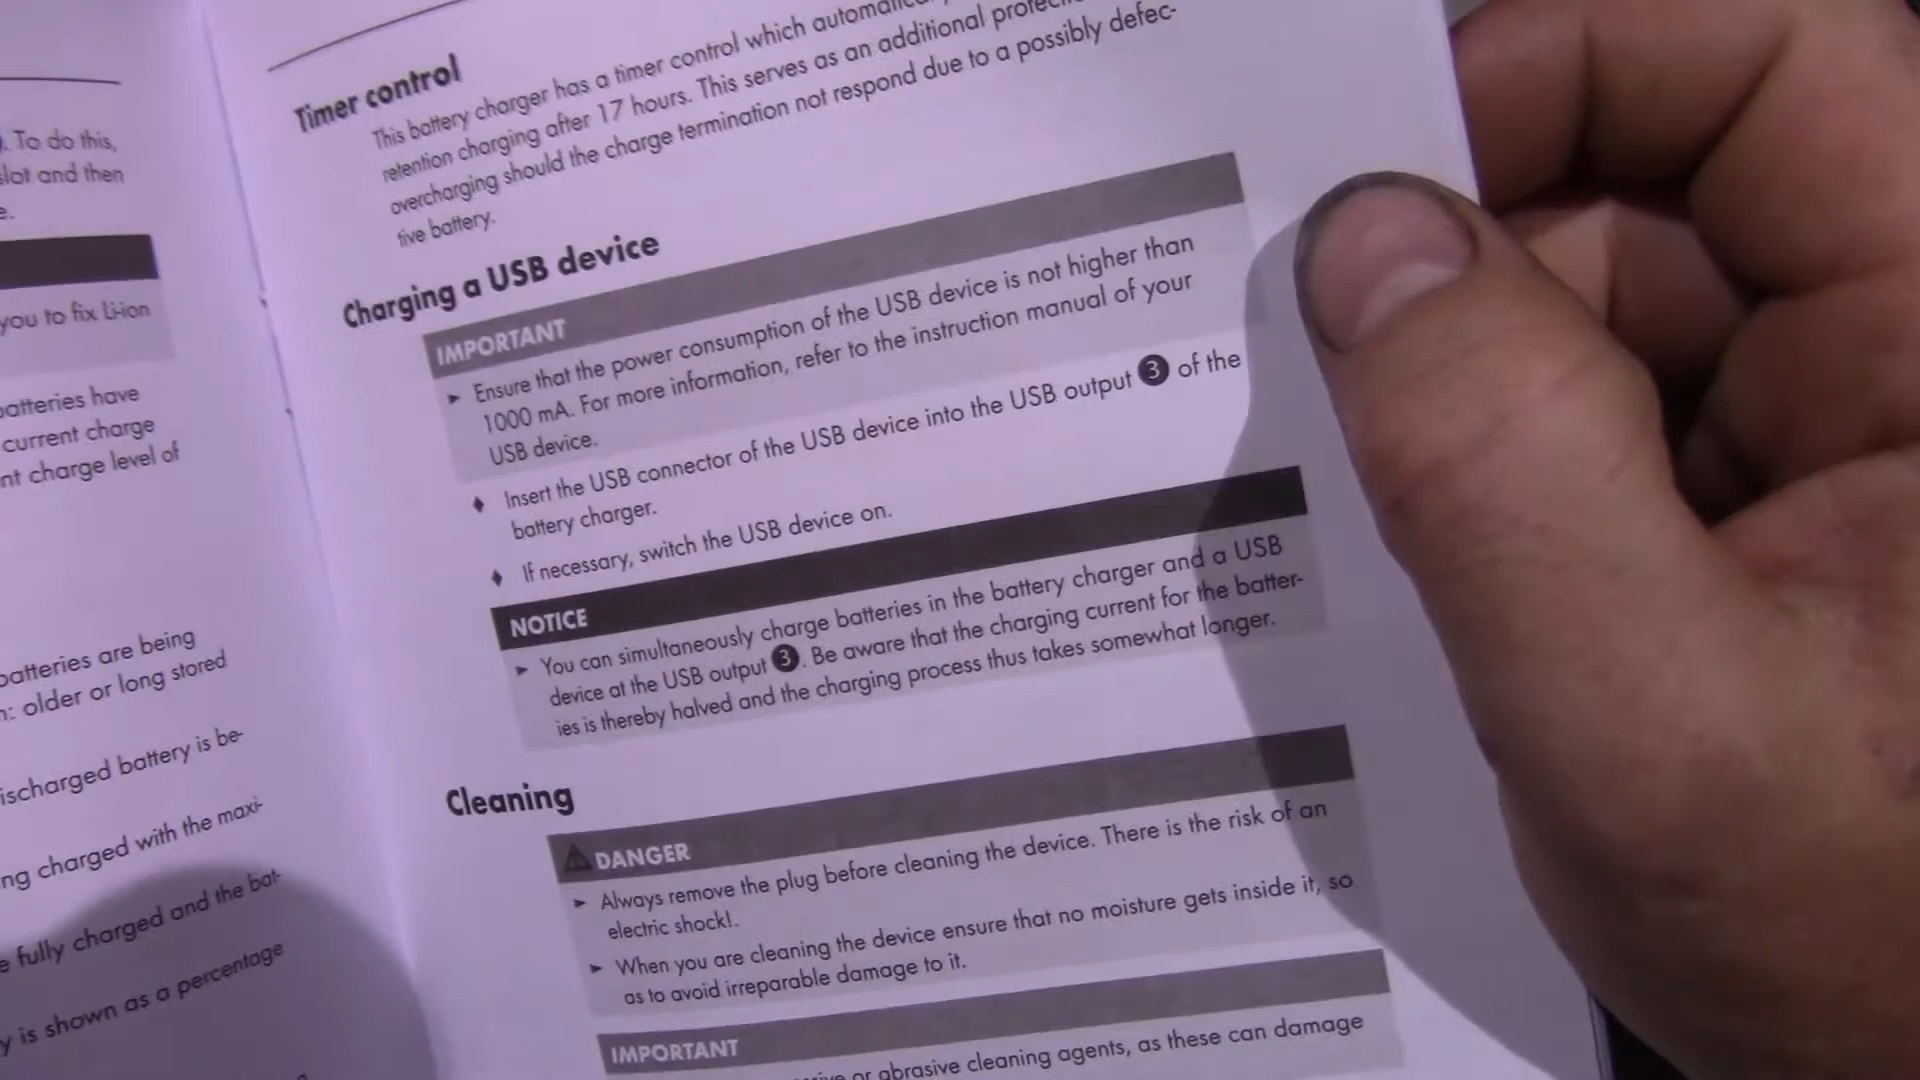 . To do this,
slot and then
e.
you to fix Li-ion
batteries have
current charge
nt charge level of
batteries are being
n: older or long stored
ischarged battery is be-
ng charged with the maxi-
e fully charged and the bat-
y is shown as a percentage
Timer control
This battery charger has a timer control which
retention charging after 17 hours. This serves as an additional
overcharging should the charge termination not respond due to a possibly defec-
tive battery.
Charging a USB device
IMPORTANT
► Ensure that the power consumption of the USB device is not higher than
1000 mA. For more information, refer to the instruction manual of your
USB device.
♦ Insert the USB connector of the USB device into the USB output 3 of the
battery charger.
♦ If necessary, switch the USB device on.
NOTICE
► You can simultaneously charge batteries in the battery charger and a USB
device at the USB output 3. Be aware that the charging current for the batter-
ies is thereby halved and the charging process thus takes somewhat longer.
Cleaning
DANGER
► Always remove the plug before cleaning the device. There is the risk of an
electric shock!.
► When you are cleaning the device ensure that no moisture gets inside it, so
as to avoid irreparable damage to it.
IMPORTANT
or abrasive cleaning agents, as these can damage